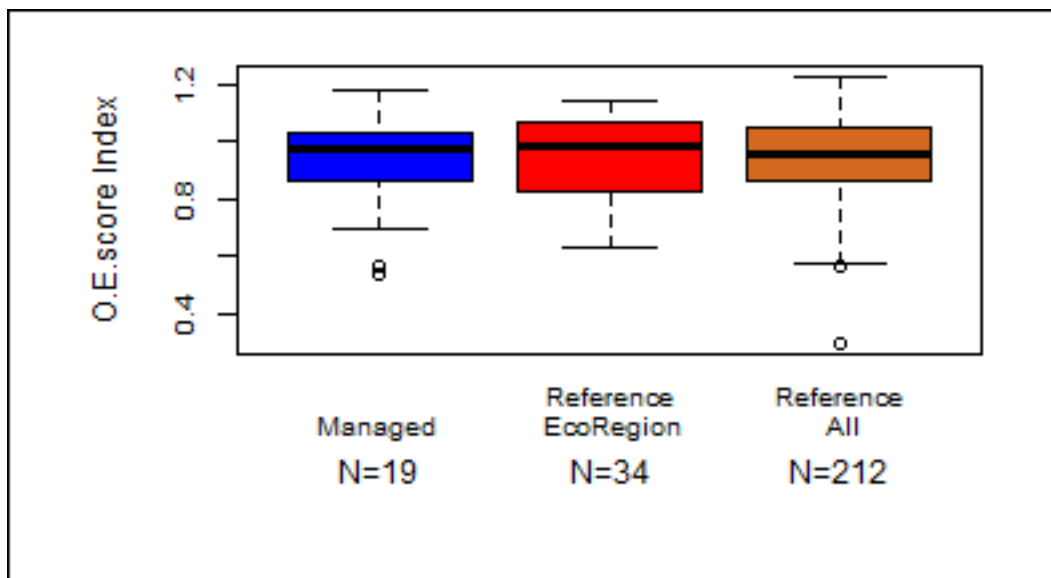 O.E.score Index
1.2
0.8
0.4
Reference
Reference
Managed
EcoRegion
All
N=19
N=34
N=212